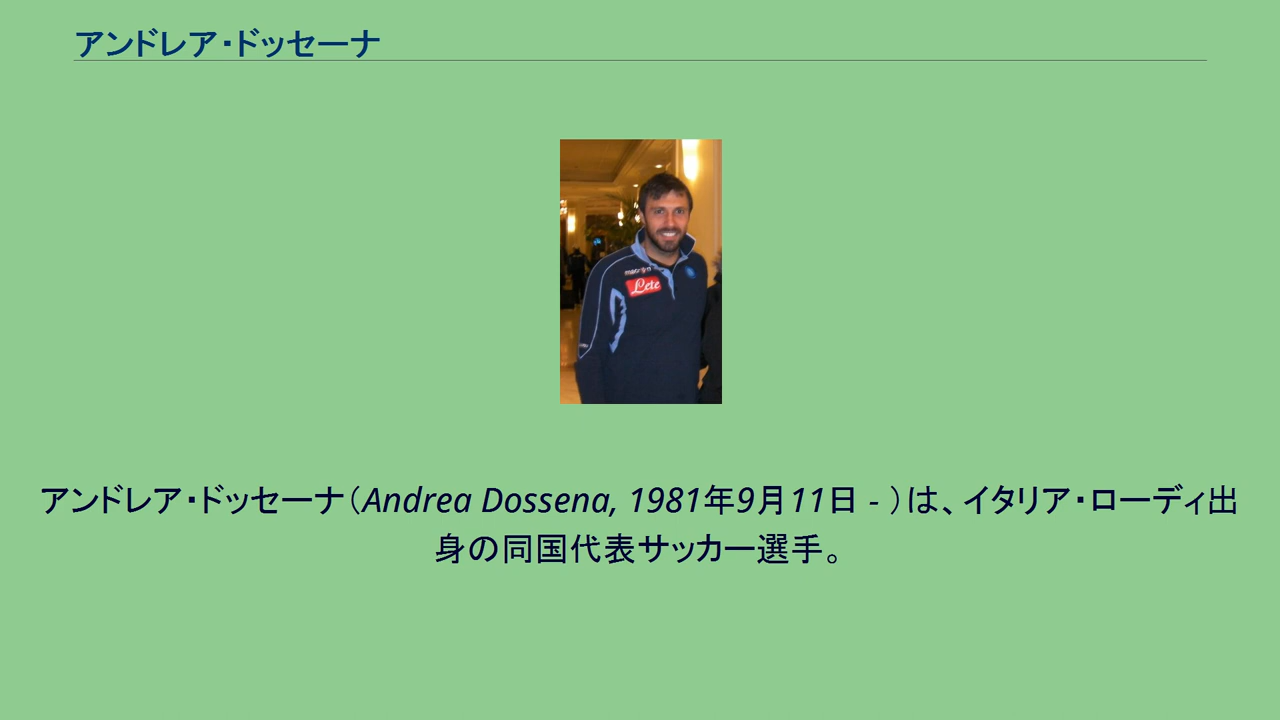 アンドレア・ドッセーナ
macron
Lete
アンドレア・ドッセーナ（Andrea Dossena, 1981年9月11日 - ）は、イタリア・ローディ出
身の同国代表サッカー選手。